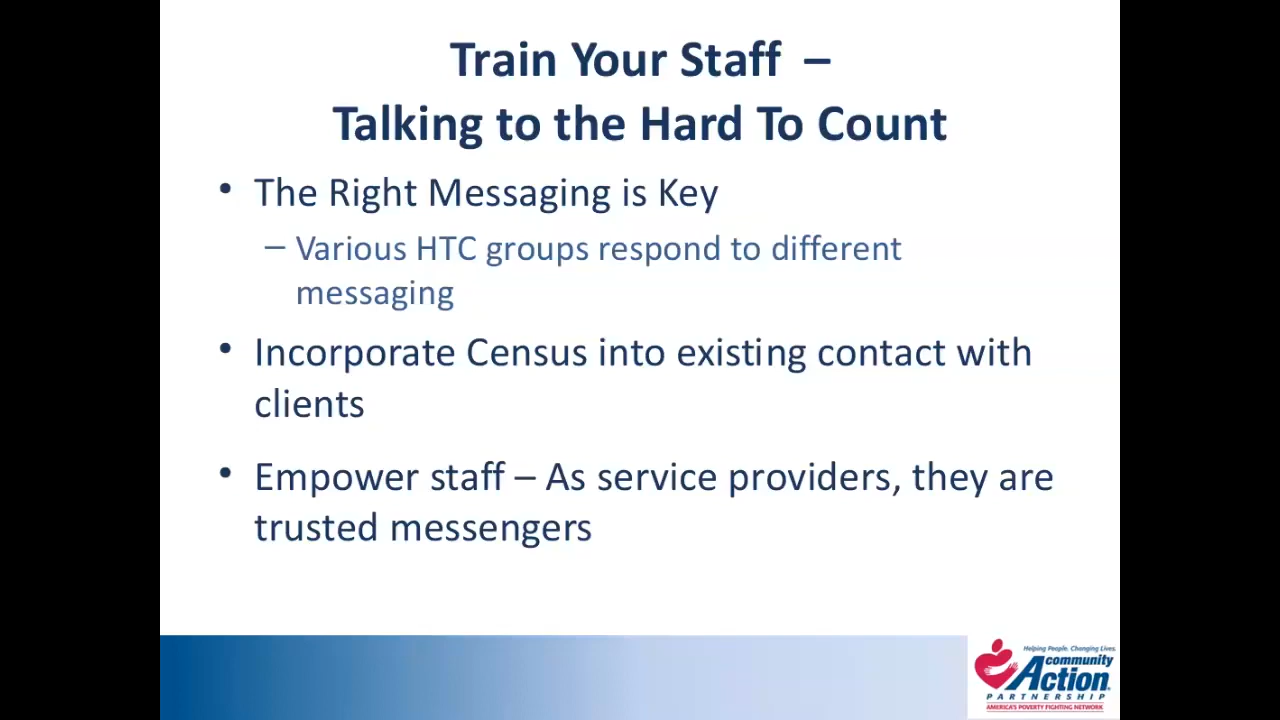 Train Your Staff –
Talking to the Hard To Count
• The Right Messaging is Key
– Various HTC groups respond to different
messaging
• Incorporate Census into existing contact with
clients
• Empower staff – As service providers, they are
trusted messengers
Helping People. Changing Lives.
community
Action
PARTNERSHIP
AMERICA'S POVERTY FIGHTING NETWORK